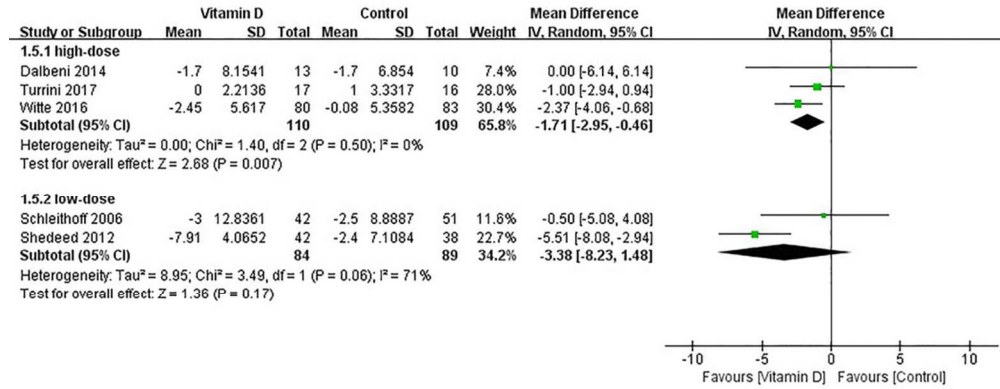 Vitamin D Control Mean Difference Mean Difference
Study or Subgroup Mean SD Total Mean SD Total Weight IV, Random, 95% CI IV, Random, 95% CI
1.5.1 high-dose
Dalbeni 2014 -1.7 8.1541 13 -1.7 6.854 10 7.4% 0.00 [-6.14, 6.14]
Turrini 2017 0 2.2136 17 1 3.3317 16 28.0% -1.00 [-2.94, 0.94]
Witte 2016 -2.45 5.617 80 -0.08 5.3582 83 30.4% -2.37 [-4.06, -0.68]
Subtotal (95% CI) 110 109 65.8% -1.71 [-2.95, -0.46]
Heterogeneity: Tau² = 0.00; Chi² = 1.40, df = 2 (P = 0.50); I² = 0%
Test for overall effect: Z = 2.68 (P = 0.007)
1.5.2 low-dose
Schleithoff 2006 -3 12.8361 42 -2.5 8.8887 51 11.6% -0.50 [-5.08, 4.08]
Shedeed 2012 -7.91 4.0652 42 -2.4 7.1084 38 22.7% -5.51 [-8.08, -2.94]
Subtotal (95% CI) 84 89 34.2% -3.38 [-8.23, 1.48]
Heterogeneity: Tau² = 8.95; Chi² = 3.49, df = 1 (P = 0.06); I² = 71%
Test for overall effect: Z = 1.36 (P = 0.17)
-10 -5 0 5 10
Favours [Vitamin D] Favours [Control]